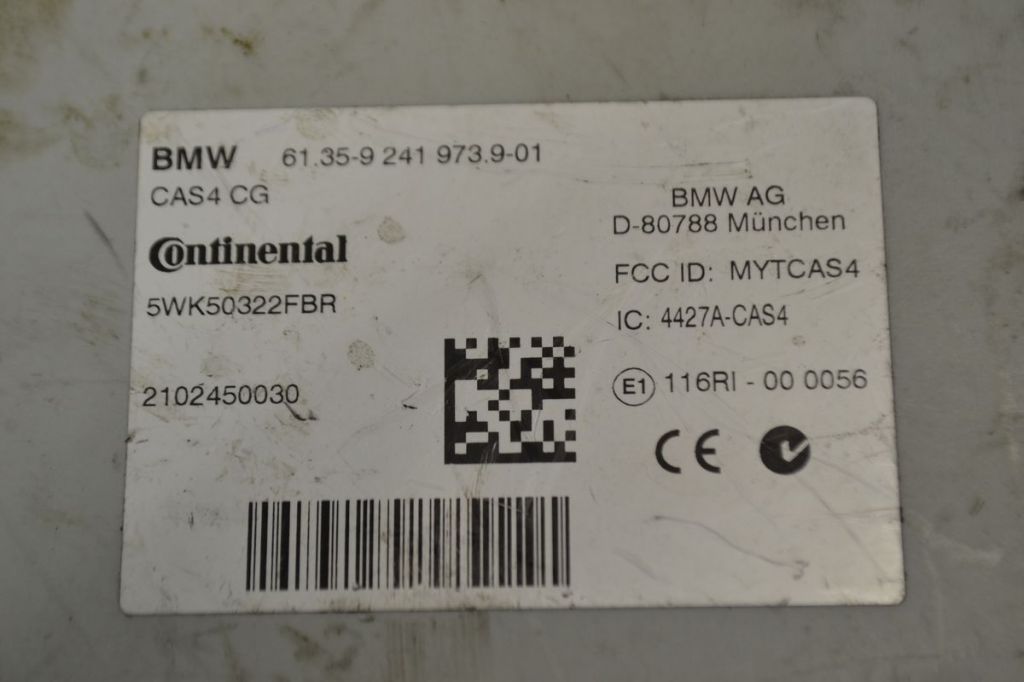 BMW 61.35-9 241 973.9-01
CAS4 CG
Continental
5WK50322FBR
2102450030
BMW AG
D-80788 München
FCC ID: MYTCAS4
IC: 4427A-CAS4
E1 116RI - 00 0056
CE